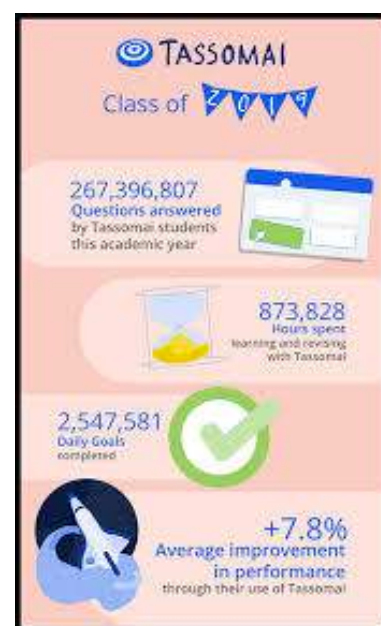 TASSOMAI
Class of 2019
267,396,807
Questions answered
by Tassomai students
this academic year
873,828
Hours spent
learning and revising
with Tassomai
2,547,581
Daily Goals
completed
+7.8%
Average improvement
in performance
through their use of Tassomai